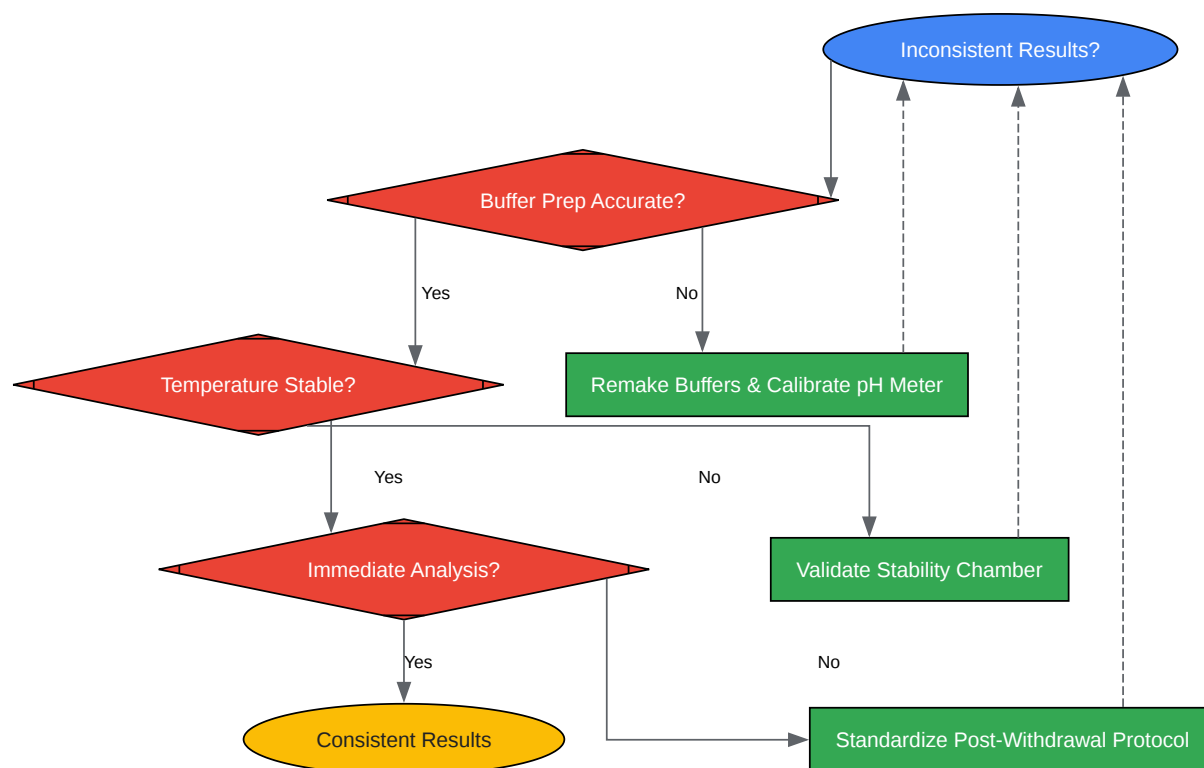 Inconsistent Results?
Buffer Prep Accurate?
Yes
No
Temperature Stable?
Remake Buffers & Calibrate pH Meter
Yes
No
Immediate Analysis?
Validate Stability Chamber
Yes
No
Consistent Results
Standardize Post-Withdrawal Protocol